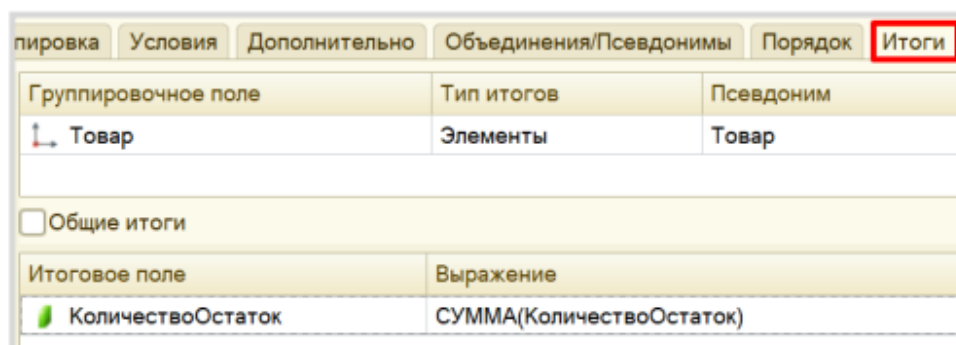 пировка Условия Дополнительно Объединения/Псевдонимы Порядок Итоги
Группировочное поле Тип итогов Псевдоним
Товар Элементы Товар
Общие итоги
Итоговое поле Выражение
КоличествоОстаток СУММА(КоличествоОстаток)